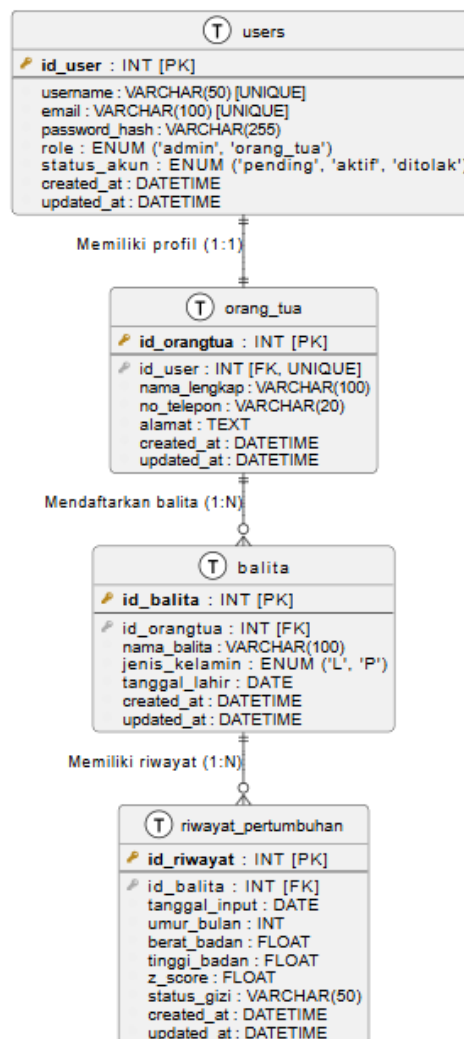 T users
id_user : INT [PK]
username : VARCHAR(50) [UNIQUE]
email : VARCHAR(100) [UNIQUE]
password_hash : VARCHAR(255)
role : ENUM ('admin', 'orang_tua')
status_akun : ENUM ('pending', 'aktif', 'ditolak')
created_at : DATETIME
updated_at : DATETIME
Memiliki profil (1:1)
T orang_tua
id_orangtua : INT [PK]
id_user : INT [FK, UNIQUE]
nama_lengkap : VARCHAR(100)
no_telepon : VARCHAR(20)
alamat : TEXT
created_at : DATETIME
updated_at : DATETIME
Mendaftarkan balita (1:N)
T balita
id_balita : INT [PK]
id_orangtua : INT [FK]
nama_balita : VARCHAR(100)
jenis_kelamin : ENUM ('L', 'P')
tanggal_lahir : DATE
created_at : DATETIME
updated_at : DATETIME
Memiliki riwayat (1:N)
T riwayat_pertumbuhan
id_riwayat : INT [PK]
id_balita : INT [FK]
tanggal_input : DATE
umur_bulan : INT
berat_badan : FLOAT
tinggi_badan : FLOAT
z_score : FLOAT
status_gizi : VARCHAR(50)
created_at : DATETIME
updated_at : DATETIME